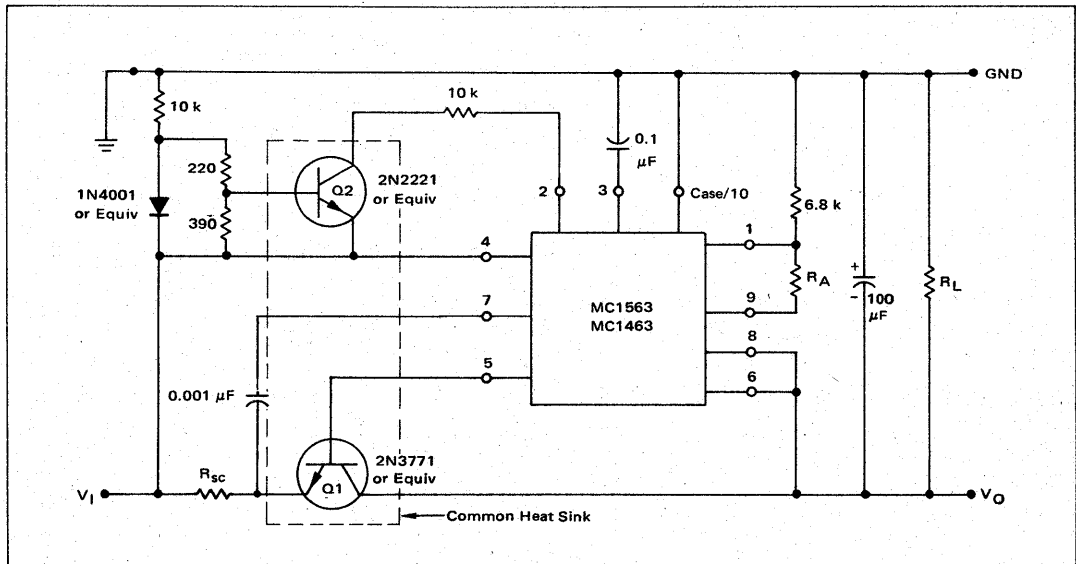 GND
10 k
10 k
0.1
µF
220
2N2221
or Equiv
Q2
2
3
Case/10
1N4001
or Equiv
390
6.8 k
4
1
RA
MC1563
MC1463
7
9
+
− 100
µF
RL
8
5
6
0.001 µF
2N3771
or Equiv
Rsc
Q1
VI
VO
Common Heat Sink